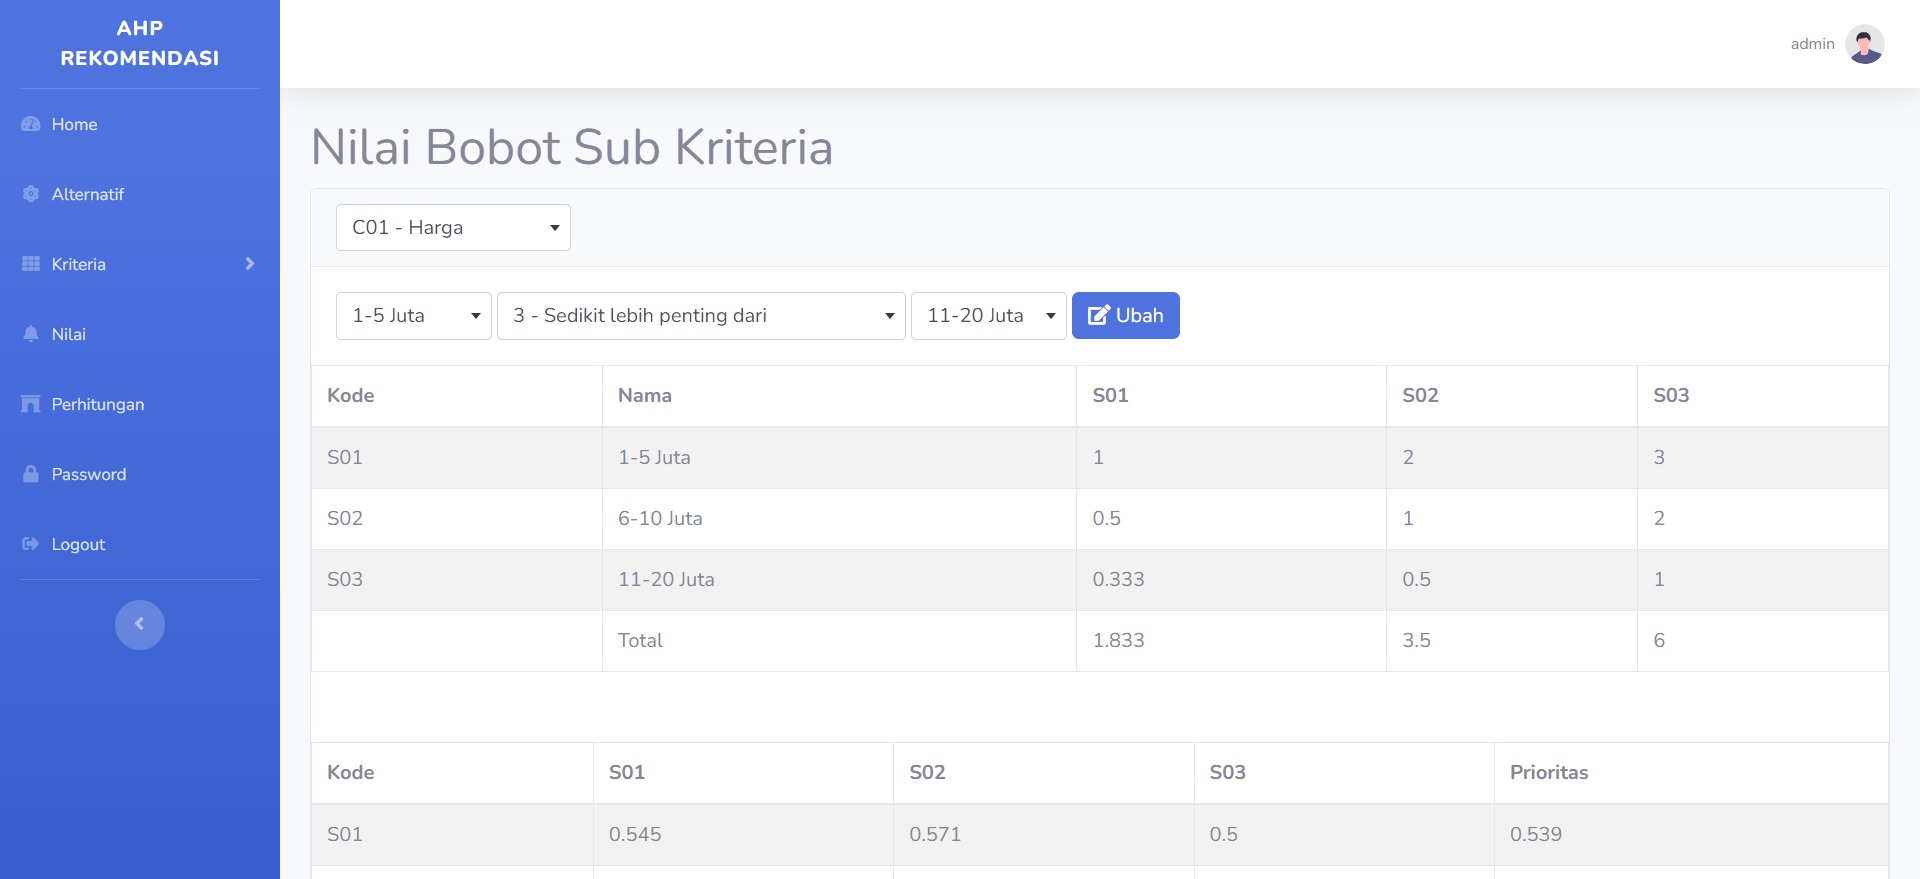 AHP
REKOMENDASI
Home
Alternatif
Kriteria
Nilai
Perhitungan
Password
Logout
admin
Nilai Bobot Sub Kriteria
C01 - Harga
1-5 Juta 3 - Sedikit lebih penting dari 11-20 Juta Ubah
Kode Nama S01 S02 S03
S01 1-5 Juta 1 2 3
S02 6-10 Juta 0.5 1 2
S03 11-20 Juta 0.333 0.5 1
Total 1.833 3.5 6
Kode S01 S02 S03 Prioritas
S01 0.545 0.571 0.5 0.539